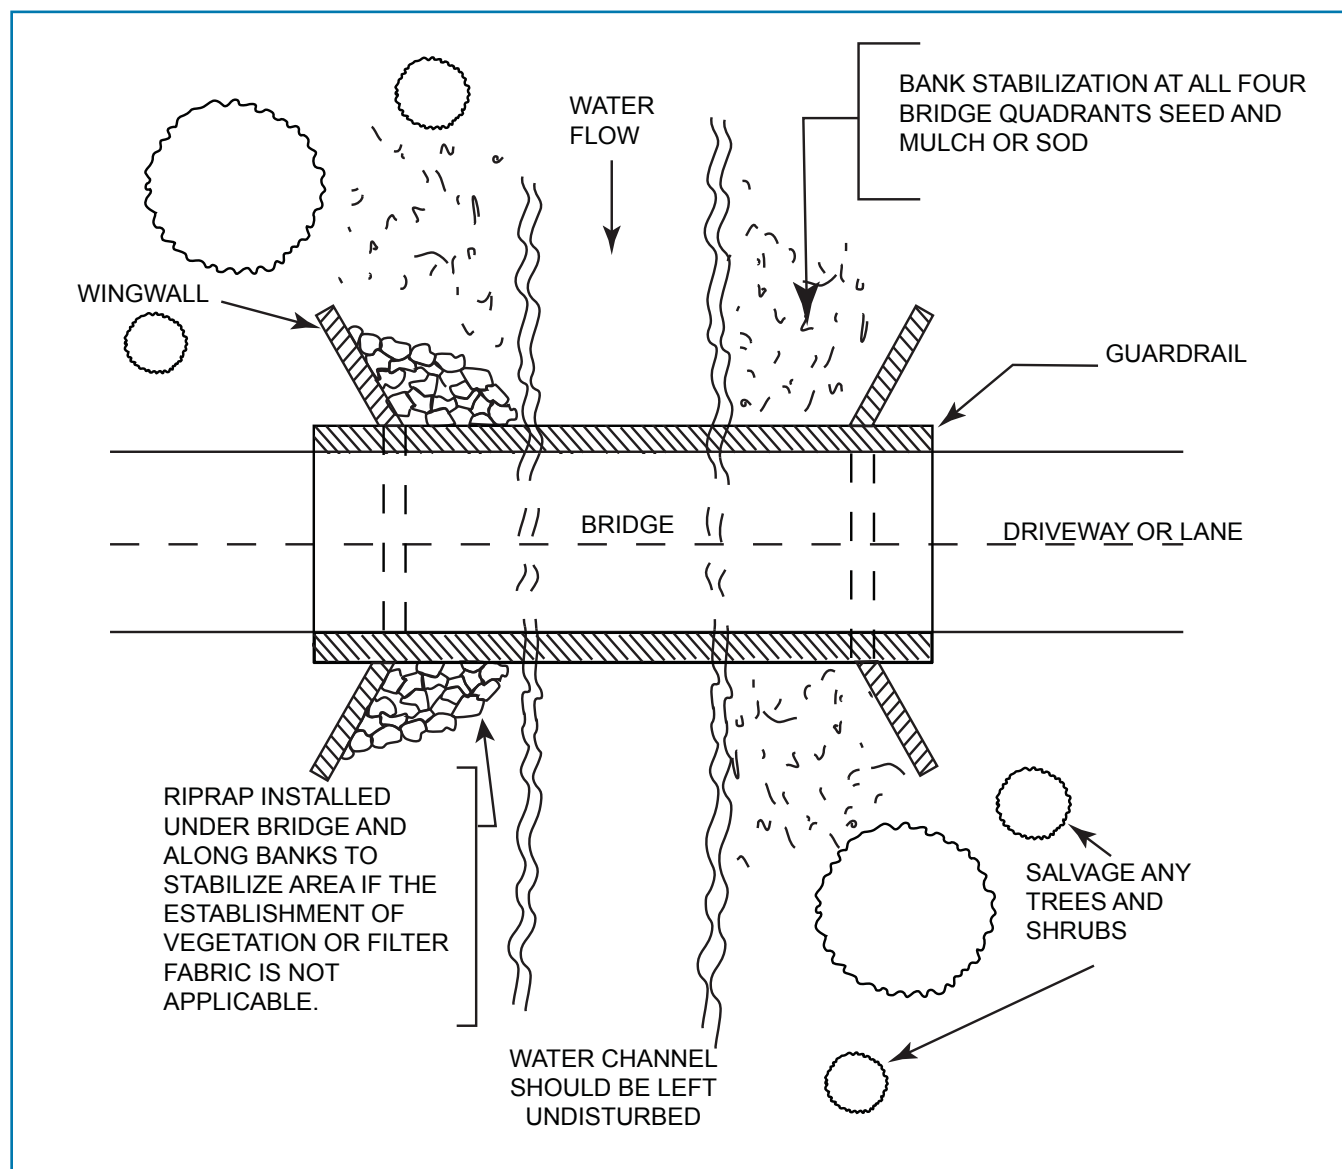 WATER
FLOW
BANK STABILIZATION AT ALL FOUR
BRIDGE QUADRANTS SEED AND
MULCH OR SOD
WINGWALL
GUARDRAIL
BRIDGE
DRIVEWAY OR LANE
RIPRAP INSTALLED
UNDER BRIDGE AND
ALONG BANKS TO
STABILIZE AREA IF THE
ESTABLISHMENT OF
VEGETATION OR FILTER
FABRIC IS NOT
APPLICABLE.
SALVAGE ANY
TREES AND
SHRUBS
WATER CHANNEL
SHOULD BE LEFT
UNDISTURBED